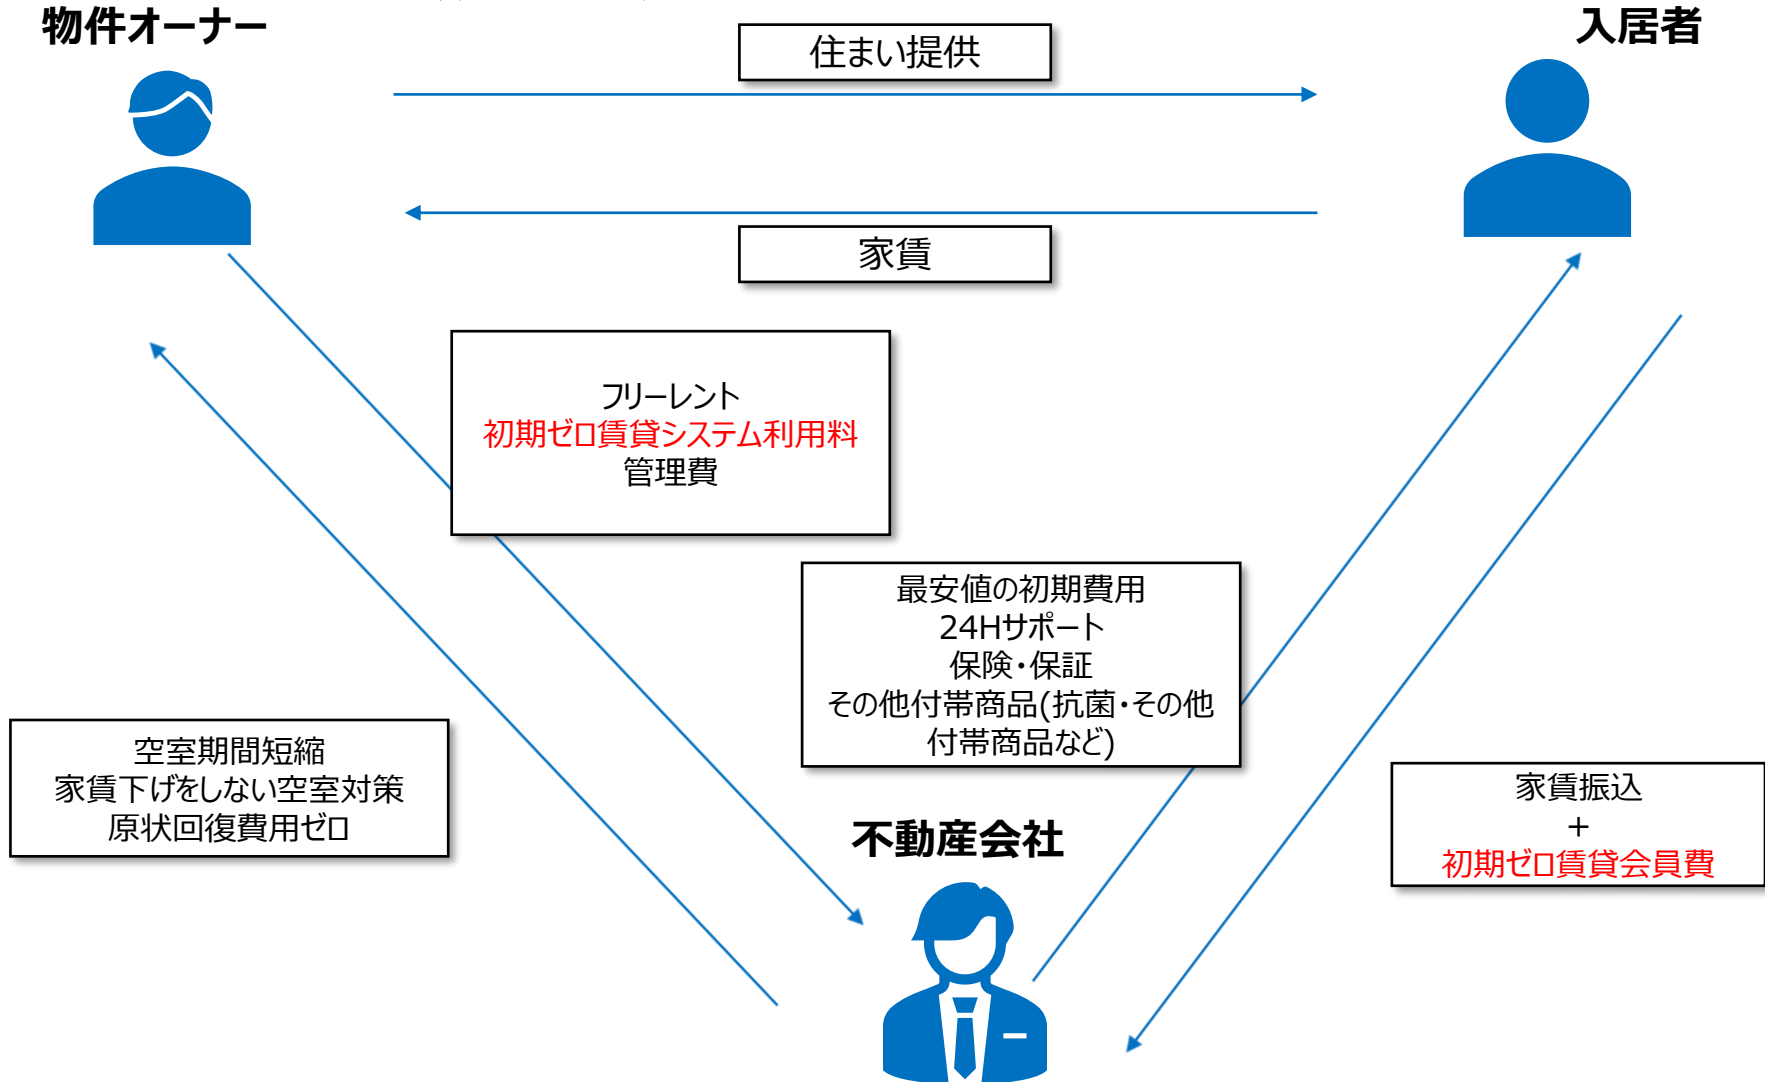 物件オーナー
入居者
住まい提供
家賃
フリーレント
初期ゼロ賃貸システム利用料
管理費
最安値の初期費用
24Hサポート
保険・保証
その他付帯商品(抗菌・その他
付帯商品など)
空室期間短縮
家賃下げをしない空室対策
原状回復費用ゼロ
家賃振込
+
初期ゼロ賃貸会員費
不動産会社